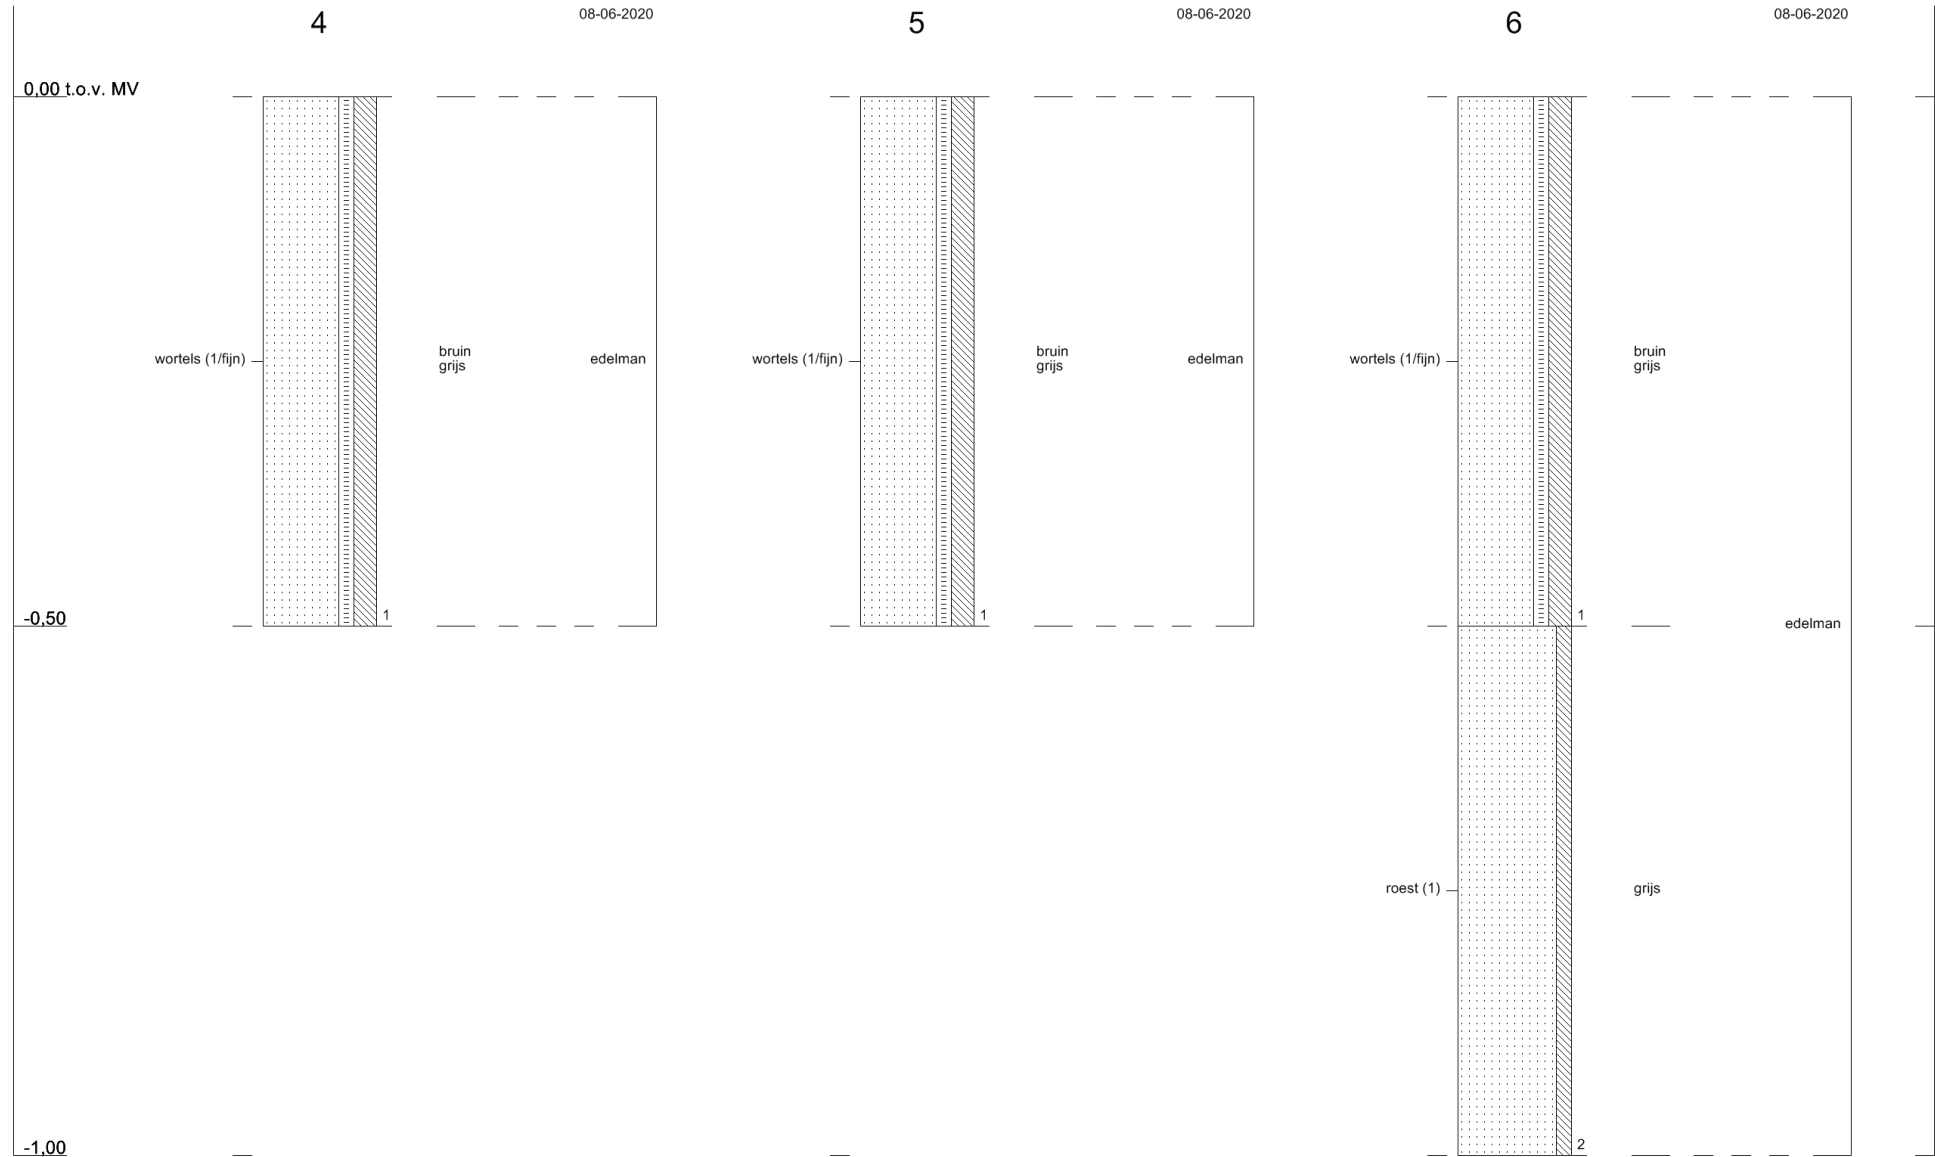 4
08-06-2020
5
08-06-2020
6
08-06-2020
0,00 t.o.v. MV
wortels (1/fijn)
bruin
grijs
edelman
1
wortels (1/fijn)
bruin
grijs
edelman
1
wortels (1/fijn)
bruin
grijs
1
-0,50
edelman
roest (1)
grijs
2
-1,00